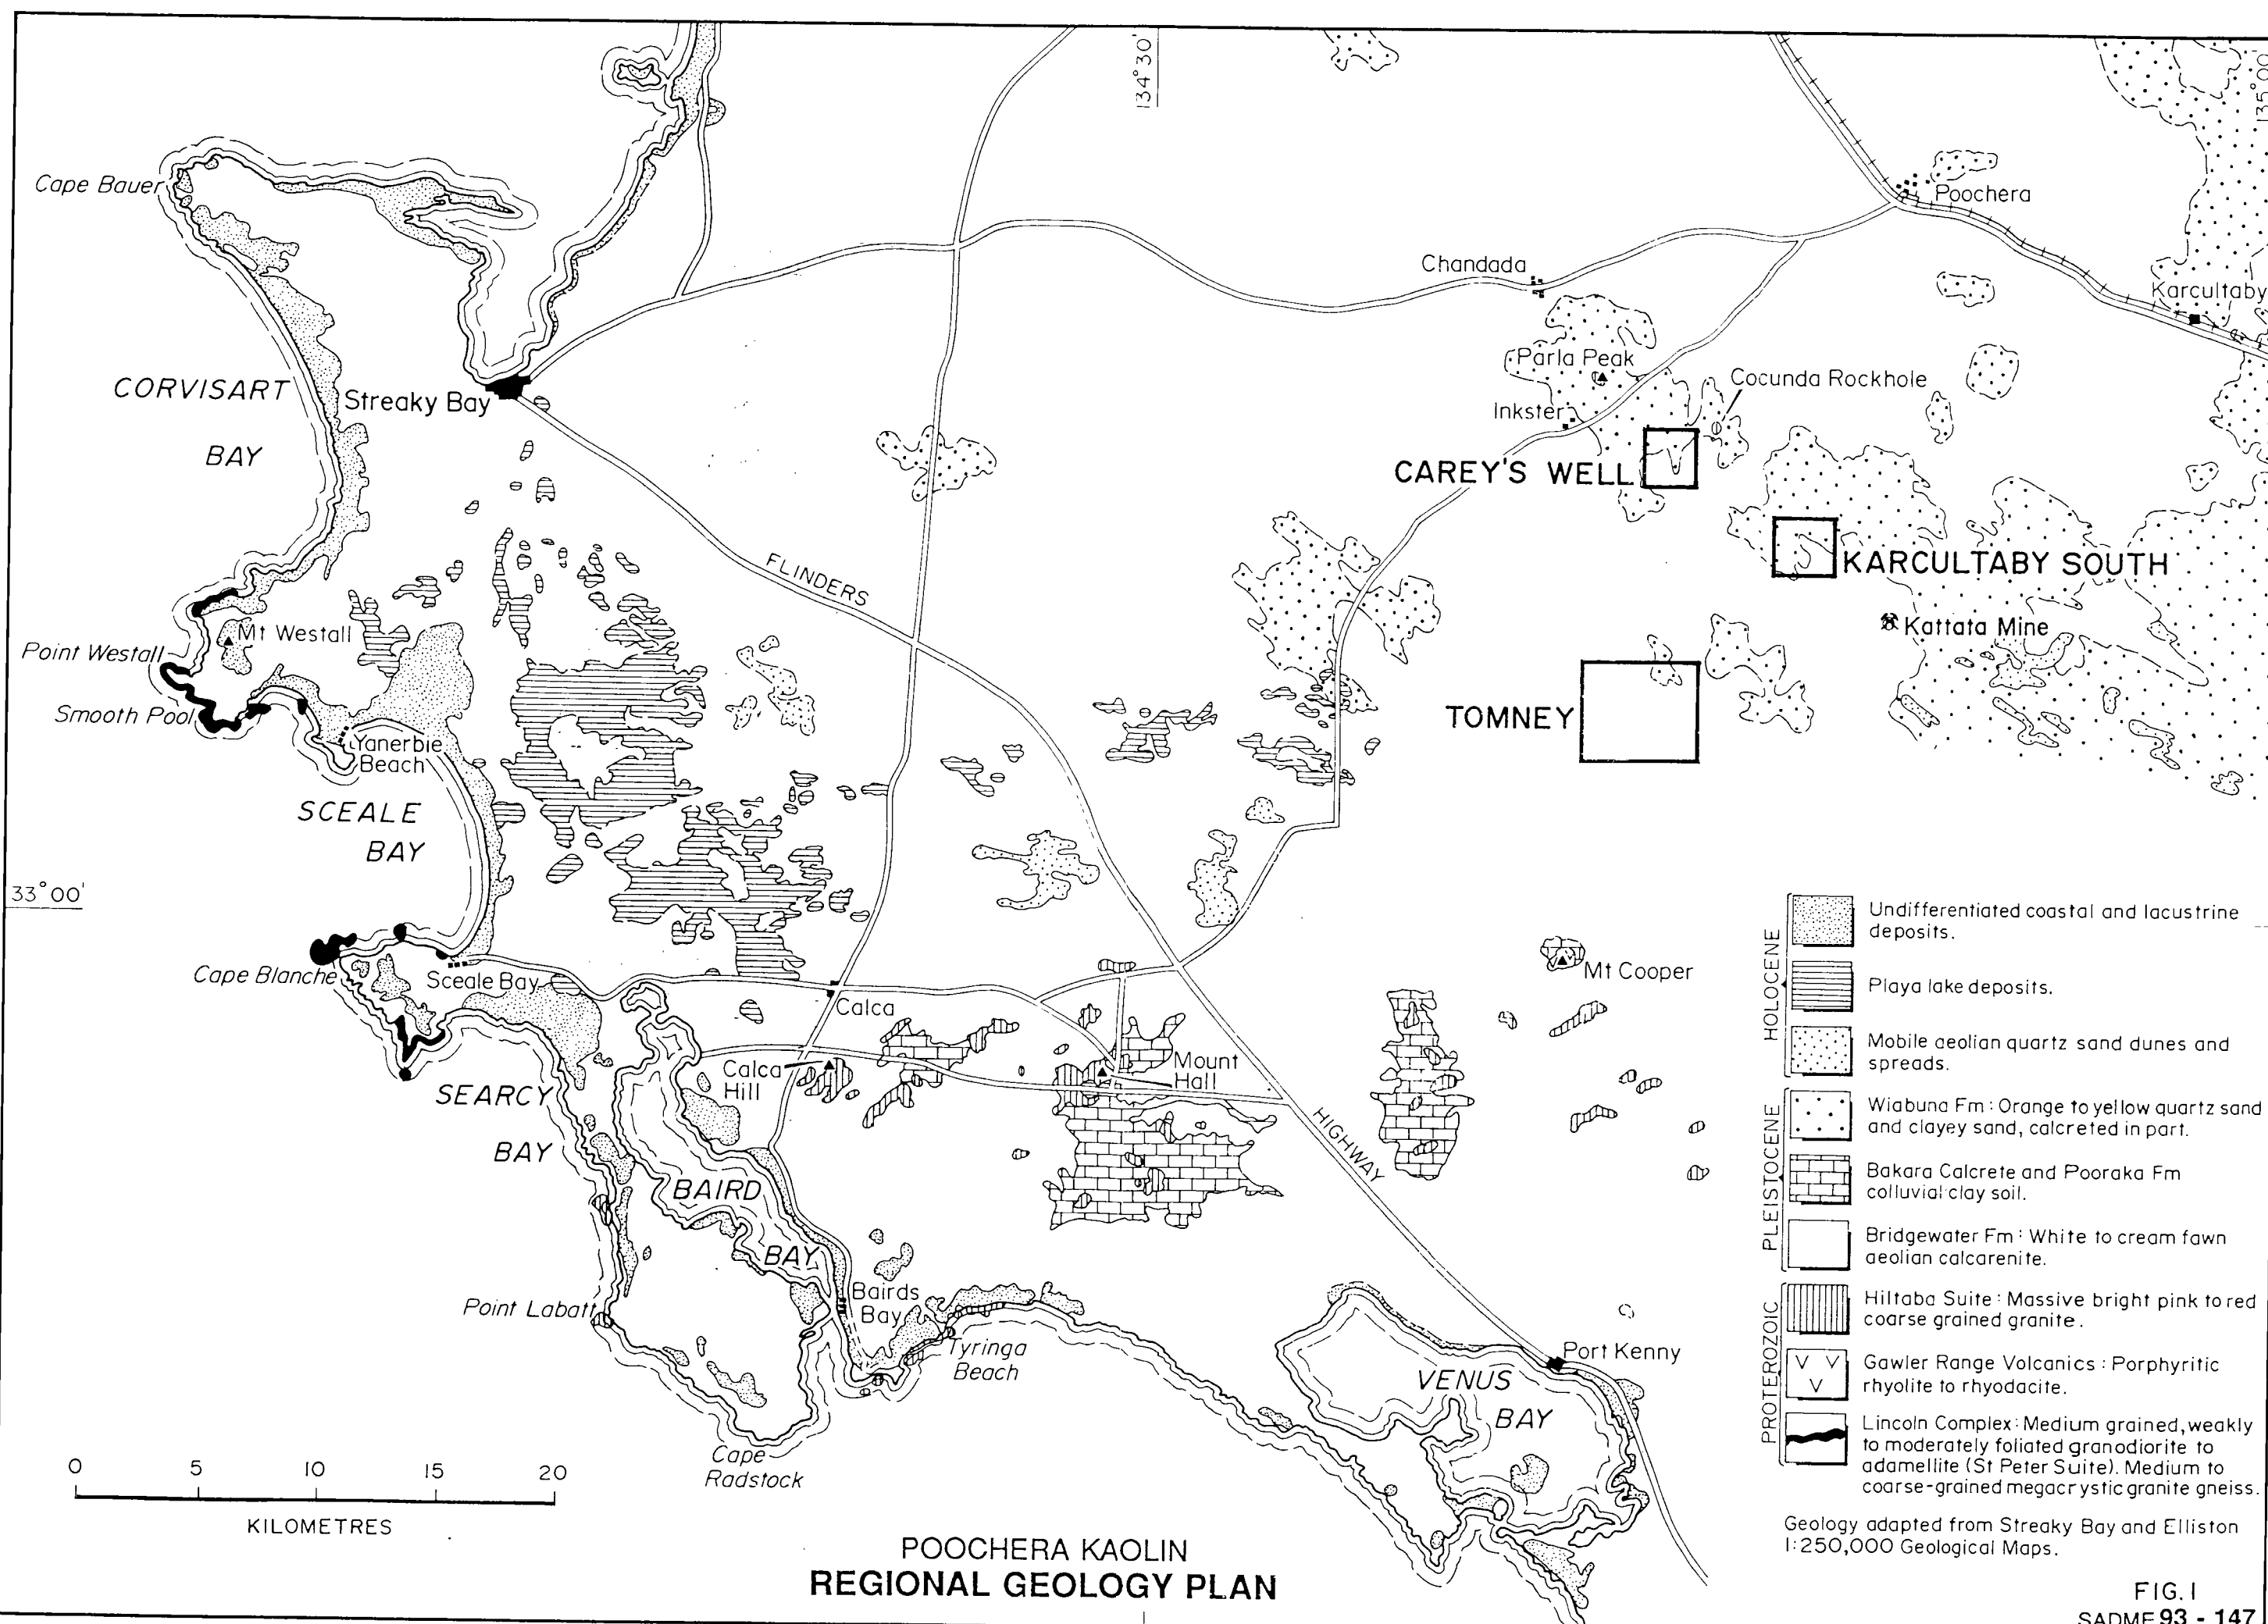 134°30'
135°00'
Cape Bauer
Poochera
Chandada
Karcultaby
Parla Peak
Cocunda Rockhole
CORVISART
BAY
Streaky Bay
Inkster
CAREY'S WELL
FLINDERS
KARCULTABY SOUTH
Mt Westall
Kattata Mine
Point Westall
Smooth Pool
TOMNEY
Yanerbie
Beach
SCEALE
BAY
33°00'
Cape Blanche
Sceale Bay
Mt Cooper
Calca
Calca
Hill
Mount
Hall
SEARCY
BAY
HIGHWAY
BAIRD
BAY
Point Labatt
Bairds
Bay
Tyringa
Beach
Port Kenny
VENUS
BAY
Cape
Radstock
HOLOCENE
Undifferentiated coastal and lacustrine
deposits.
Playa lake deposits.
Mobile aeolian quartz sand dunes and
spreads.
PLEISTOCENE
Wiabuna Fm: Orange to yellow quartz sand
and clayey sand, calcreted in part.
Bakara Calcrete and Pooraka Fm
colluvial clay soil.
Bridgewater Fm: White to cream fawn
aeolian calcarenite.
PROTEROZOIC
Hiltaba Suite: Massive bright pink to red
coarse grained granite.
Gawler Range Volcanics: Porphyritic
rhyolite to rhyodacite.
Lincoln Complex: Medium grained, weakly
to moderately foliated granodiorite to
adamellite (St Peter Suite). Medium to
coarse-grained megacrystic granite gneiss.
Geology adapted from Streaky Bay and Elliston
1:250,000 Geological Maps.
0 5 10 15 20
KILOMETRES
POOCHERA KAOLIN
REGIONAL GEOLOGY PLAN
FIG. 1
SADME 93 - 147